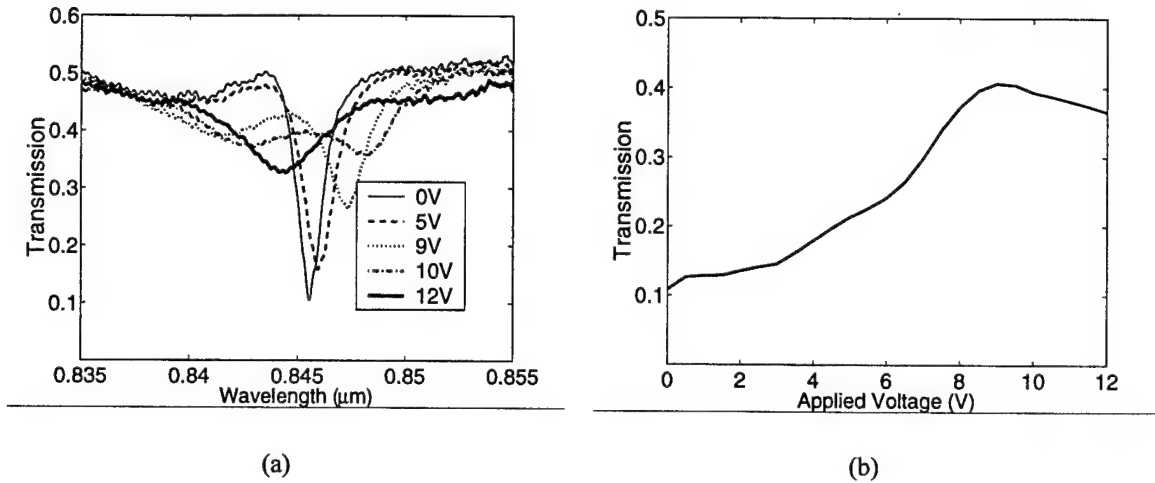 0.6
0.5
0.4
0.3
0.2
0.1
0.835
0.84
0.845
0.85
0.855
Transmission
Wavelength (μm)
0V
5V
9V
10V
12V
(a)
0.5
0.4
0.3
0.2
0.1
0
2
4
6
8
10
12
Transmission
Applied Voltage (V)
(b)